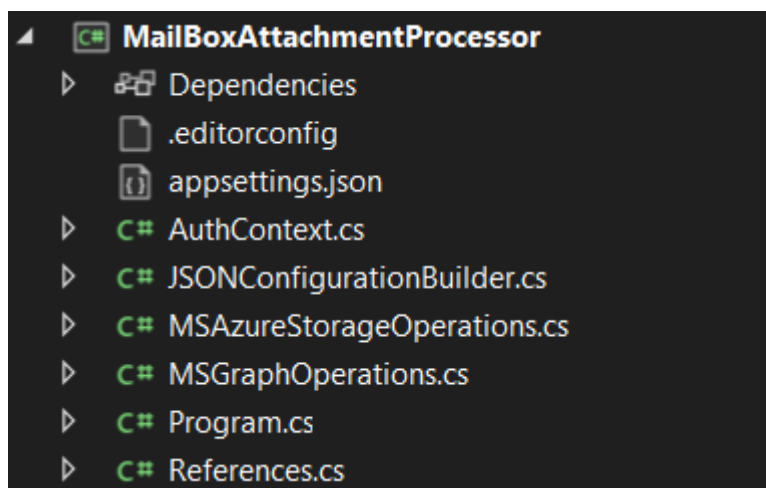 C# MailBoxAttachmentProcessor
Dependencies
.editorconfig
appsettings.json
C# AuthContext.cs
C# JSONConfigurationBuilder.cs
C# MSAzureStorageOperations.cs
C# MSGraphOperations.cs
C# Program.cs
C# References.cs